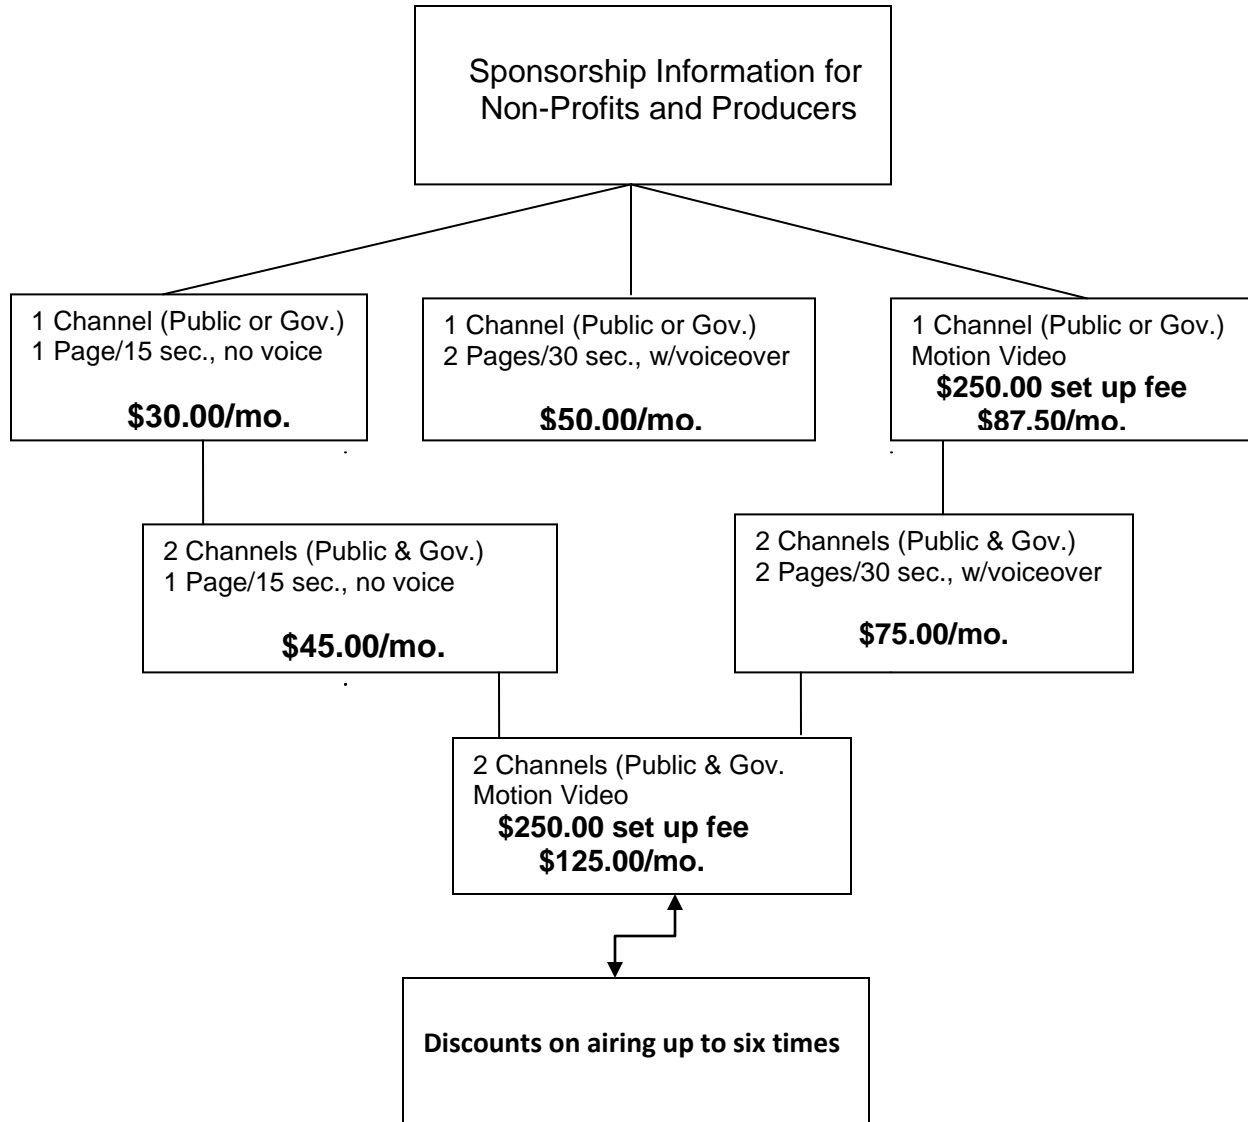 Sponsorship Information for
Non-Profits and Producers
1 Channel (Public or Gov.)
1 Page/15 sec., no voice
$30.00/mo.
1 Channel (Public or Gov.)
2 Pages/30 sec., w/voiceover
$50.00/mo.
1 Channel (Public or Gov.)
Motion Video
$250.00 set up fee
$87.50/mo.
2 Channels (Public & Gov.)
1 Page/15 sec., no voice
$45.00/mo.
2 Channels (Public & Gov.)
2 Pages/30 sec., w/voiceover
$75.00/mo.
2 Channels (Public & Gov.
Motion Video
$250.00 set up fee
$125.00/mo.
Discounts on airing up to six times